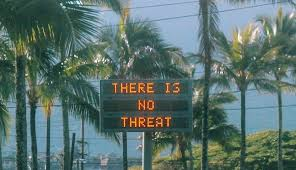 THERE IS
NO
THREAT